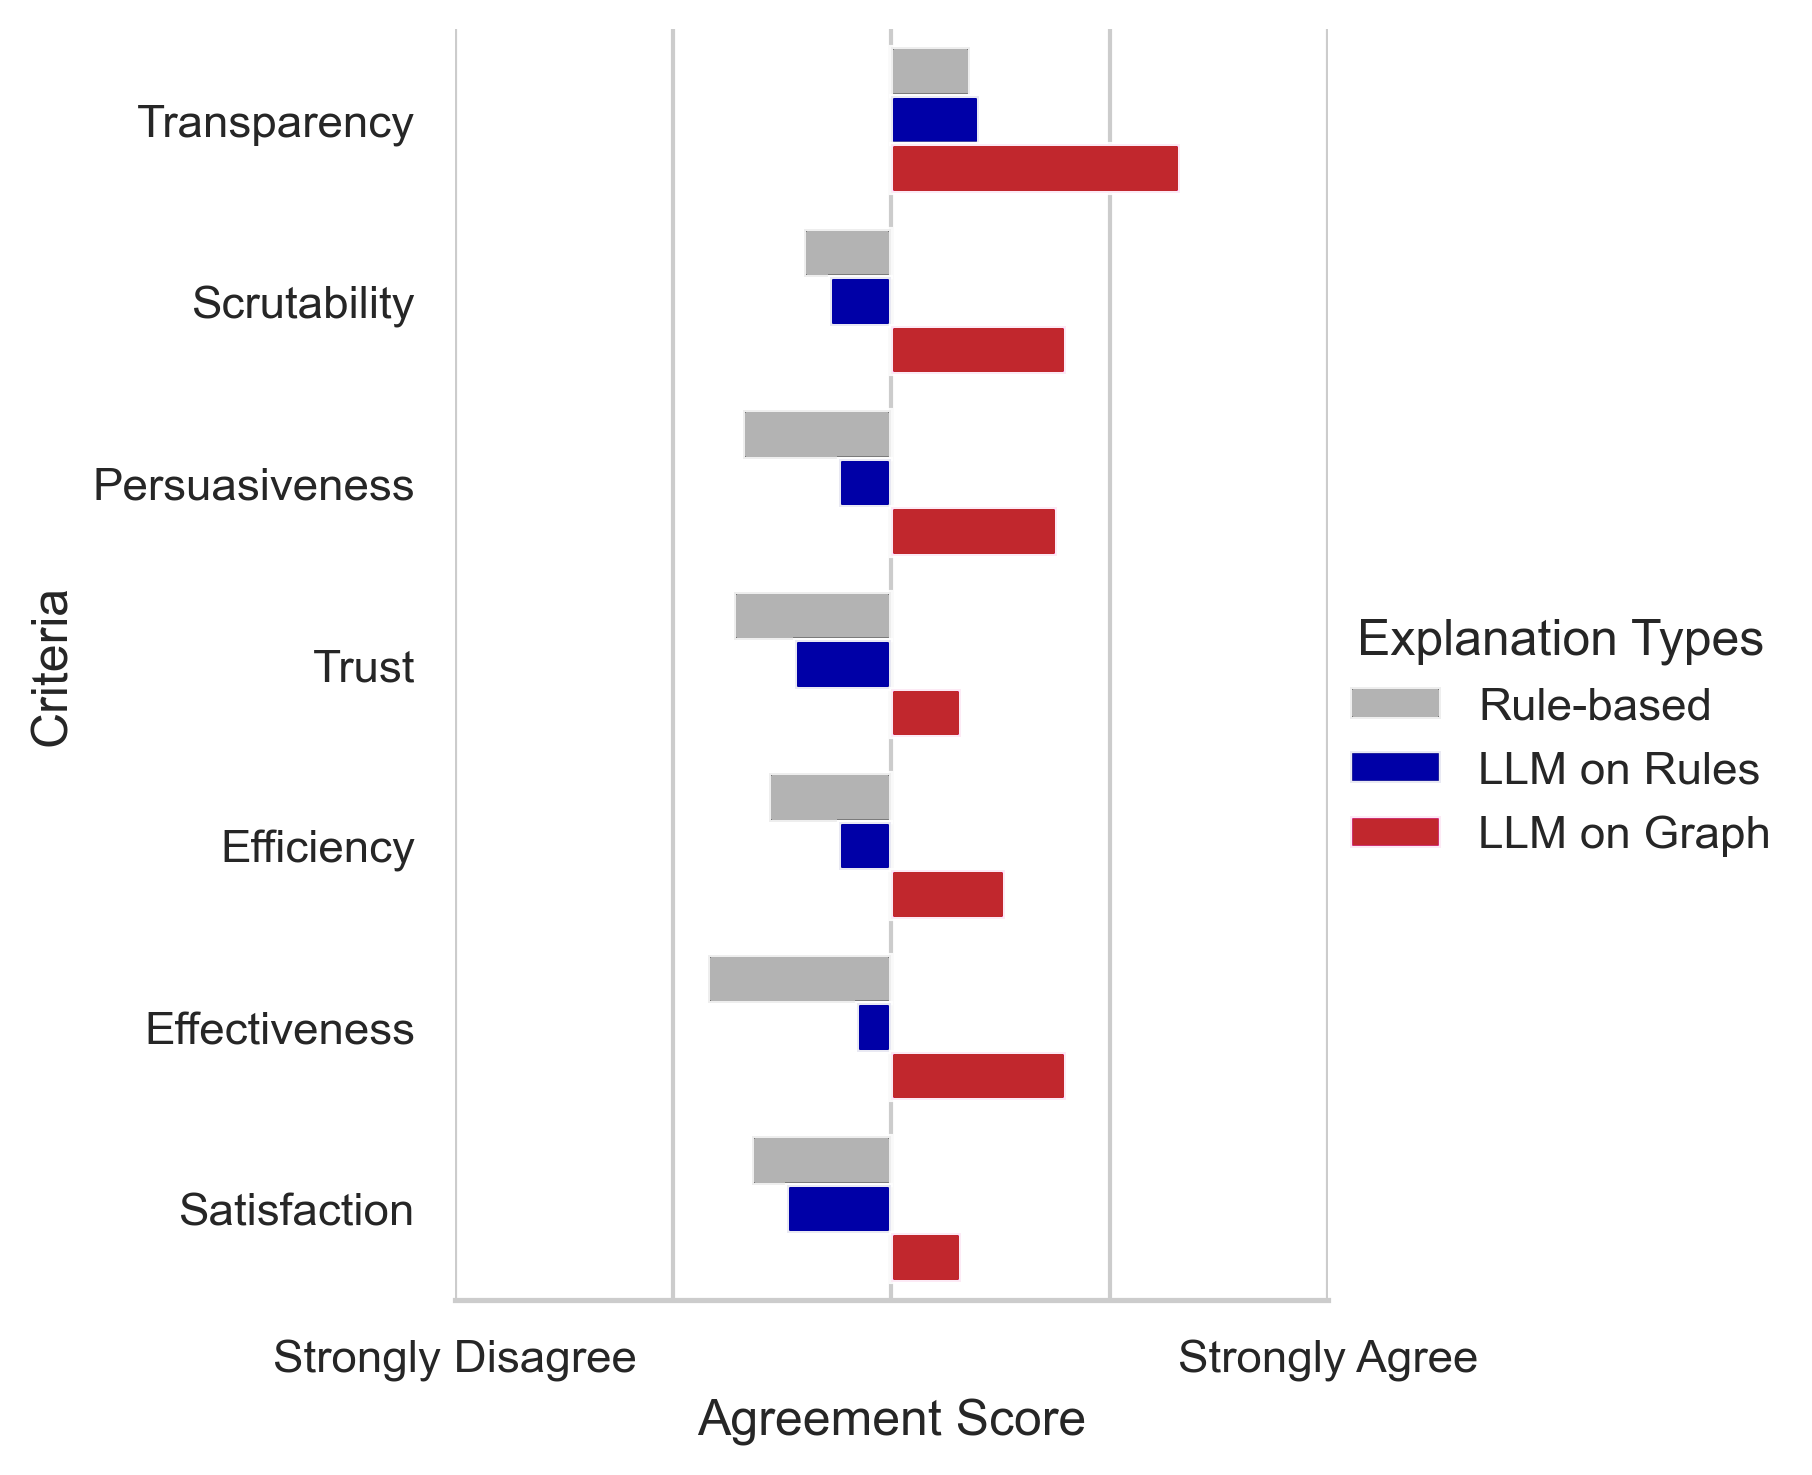 Transparency
Scrutability
Persuasiveness
Trust
Efficiency
Effectiveness
Satisfaction
Criteria
Strongly Disagree
Strongly Agree
Agreement Score
Explanation Types
Rule-based
LLM on Rules
LLM on Graph